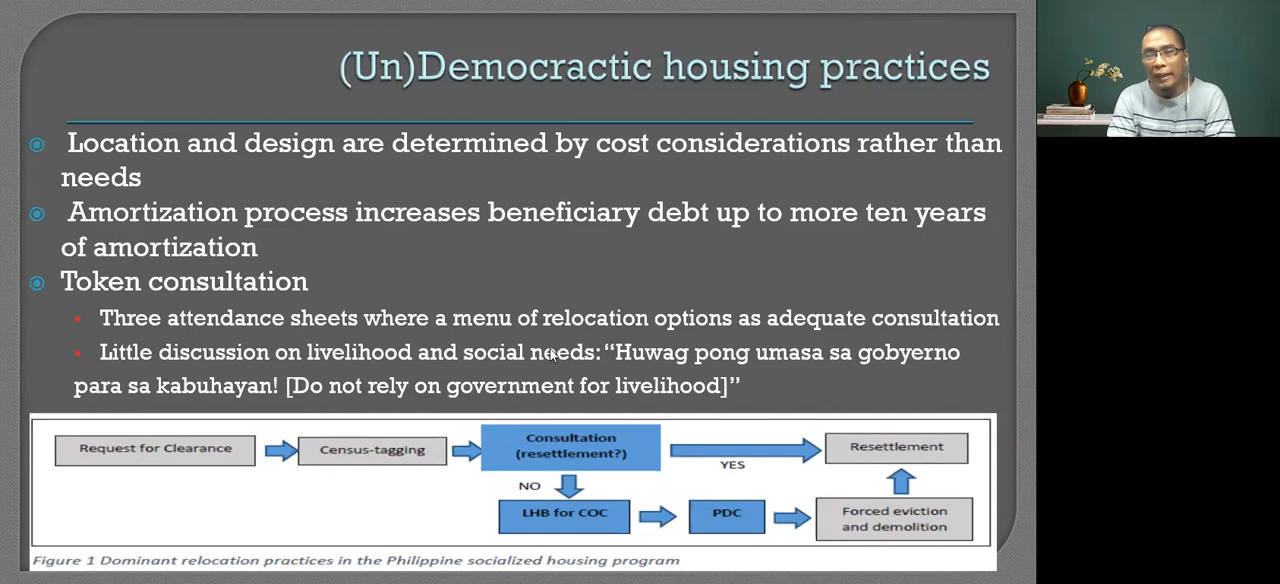 (Un)Democractic housing practices
Location and design are determined by cost considerations rather than
needs
Amortization process increases beneficiary debt up to more ten years
of amortization
Token consultation
Three attendance sheets where a menu of relocation options as adequate consultation
Little discussion on livelihood and social needs: “Huwag pong umasa sa gobyerno
para sa kabuhayan! [Do not rely on government for livelihood]”
Request for Clearance
Census-tagging
Consultation
(resettlement?)
YES
Resettlement
NO
LHB for COC
PDC
Forced eviction
and demolition
Figure 1 Dominant relocation practices in the Philippine socialized housing program